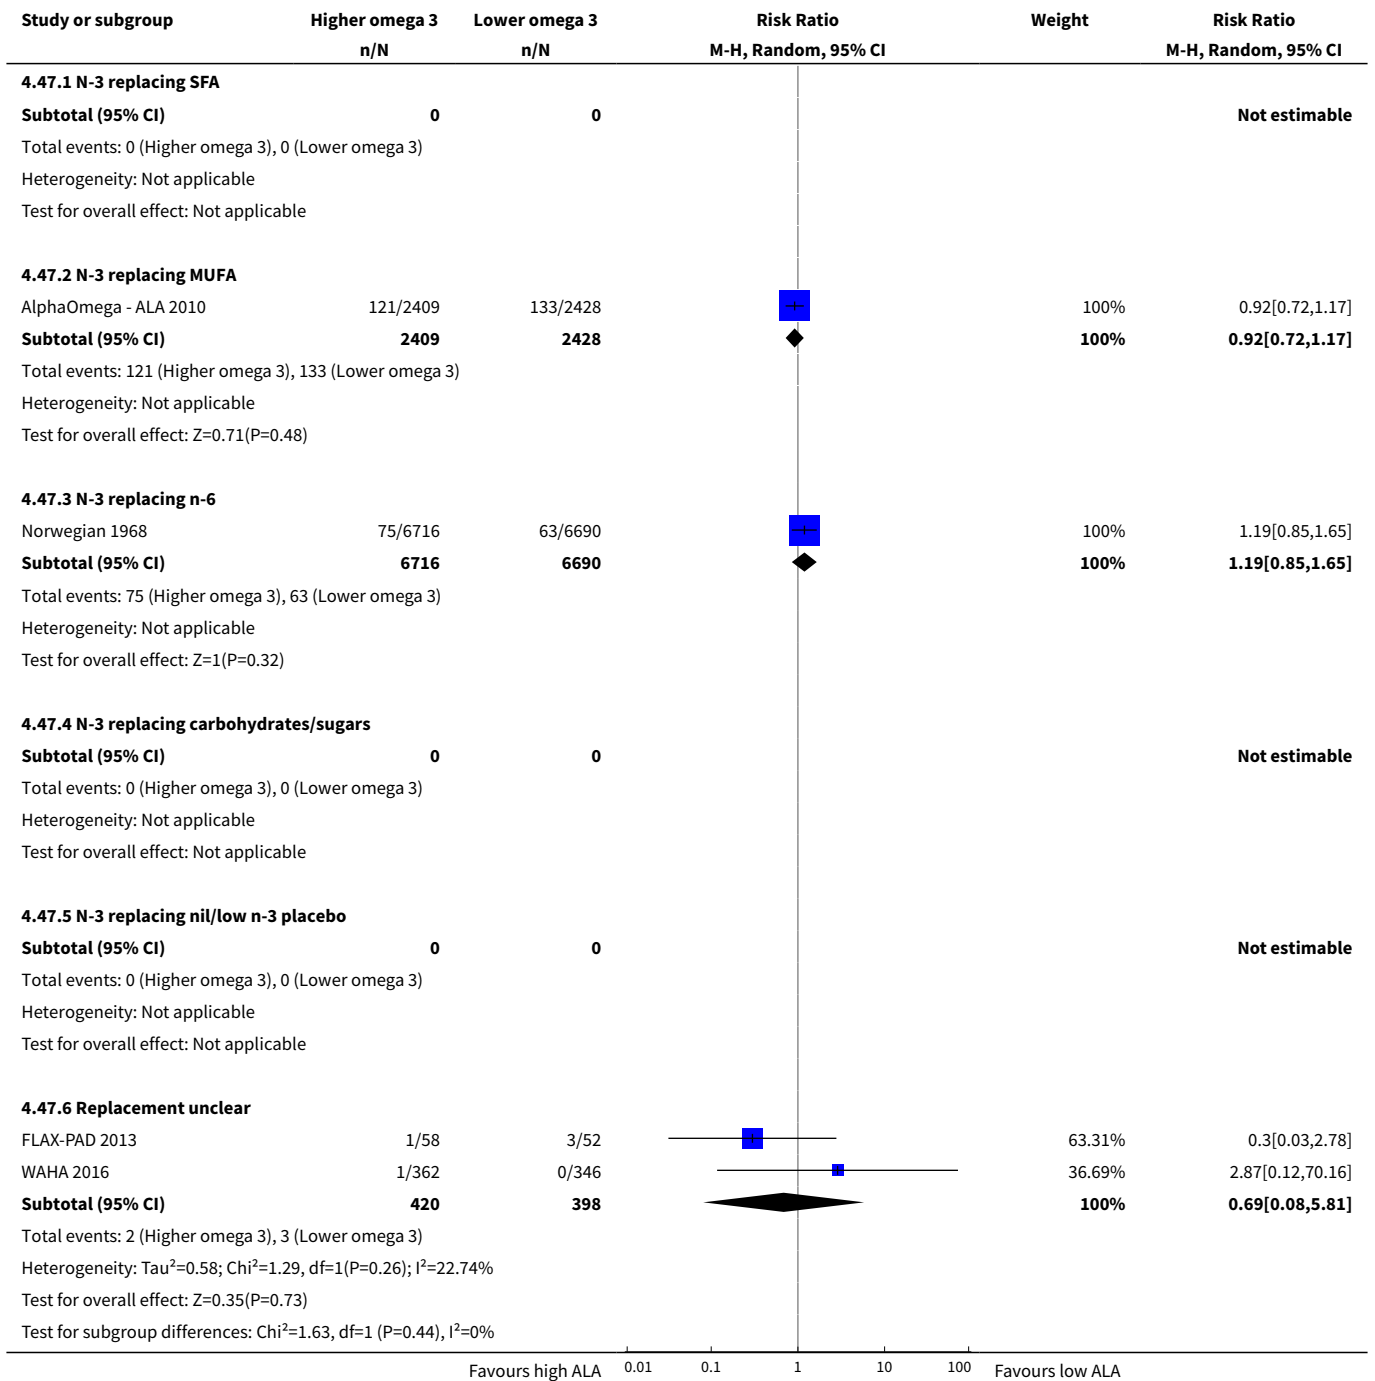 Study or subgroup Higher omega 3 Lower omega 3 Risk Ratio Weight Risk Ratio
n/N n/N M-H, Random, 95% CI M-H, Random, 95% CI
4.47.1 N-3 replacing SFA
Subtotal (95% CI) 0 0 Not estimable
Total events: 0 (Higher omega 3), 0 (Lower omega 3)
Heterogeneity: Not applicable
Test for overall effect: Not applicable
4.47.2 N-3 replacing MUFA
AlphaOmega - ALA 2010 121/2409 133/2428 100% 0.92[0.72,1.17]
Subtotal (95% CI) 2409 2428 100% 0.92[0.72,1.17]
Total events: 121 (Higher omega 3), 133 (Lower omega 3)
Heterogeneity: Not applicable
Test for overall effect: Z=0.71(P=0.48)
4.47.3 N-3 replacing n-6
Norwegian 1968 75/6716 63/6690 100% 1.19[0.85,1.65]
Subtotal (95% CI) 6716 6690 100% 1.19[0.85,1.65]
Total events: 75 (Higher omega 3), 63 (Lower omega 3)
Heterogeneity: Not applicable
Test for overall effect: Z=1(P=0.32)
4.47.4 N-3 replacing carbohydrates/sugars
Subtotal (95% CI) 0 0 Not estimable
Total events: 0 (Higher omega 3), 0 (Lower omega 3)
Heterogeneity: Not applicable
Test for overall effect: Not applicable
4.47.5 N-3 replacing nil/low n-3 placebo
Subtotal (95% CI) 0 0 Not estimable
Total events: 0 (Higher omega 3), 0 (Lower omega 3)
Heterogeneity: Not applicable
Test for overall effect: Not applicable
4.47.6 Replacement unclear
FLAX-PAD 2013 1/58 3/52 63.31% 0.3[0.03,2.78]
WAHA 2016 1/362 0/346 36.69% 2.87[0.12,70.16]
Subtotal (95% CI) 420 398 100% 0.69[0.08,5.81]
Total events: 2 (Higher omega 3), 3 (Lower omega 3)
Heterogeneity: Tau²=0.58; Chi²=1.29, df=1(P=0.26); I²=22.74%
Test for overall effect: Z=0.35(P=0.73)
Test for subgroup differences: Chi²=1.63, df=1 (P=0.44), I²=0%
Favours high ALA 0.01 0.1 1 10 100 Favours low ALA